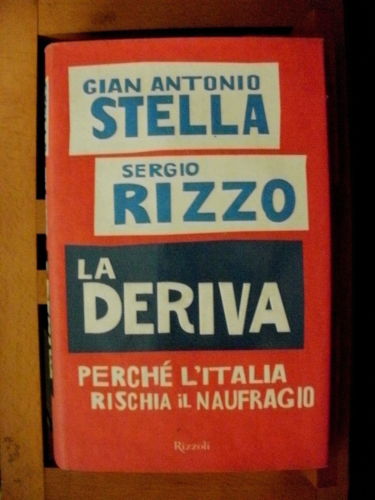 GIAN ANTONIO
STELLA
SERGIO
RIZZO
LA
DERIVA
PERCHÉ L'ITALIA
RISCHIA iL NAUFRAGIO
Rizzoli